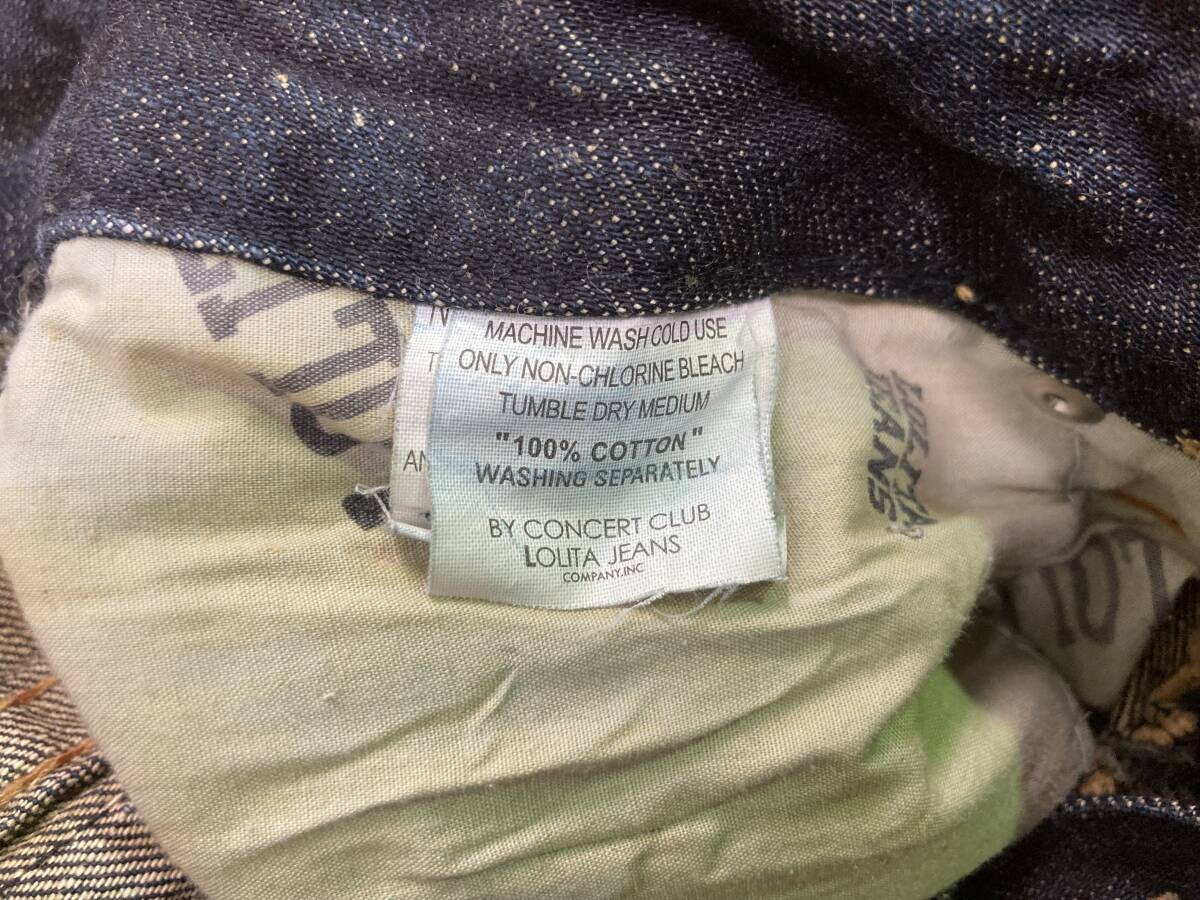 MACHINE WASH COLD USE
ONLY NON-CHLORINE BLEACH
TUMBLE DRY MEDIUM
"100% COTTON"
WASHING SEPARATELY
BY CONCERT CLUB
LOLITA JEANS
COMPANY.INC